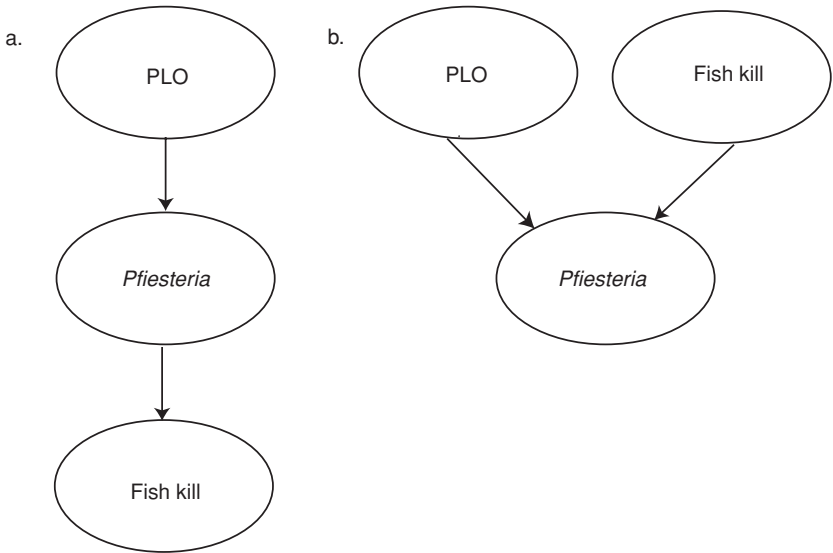 a.
PLO
Pfiesteria
Fish kill
b.
PLO
Fish kill
Pfiesteria